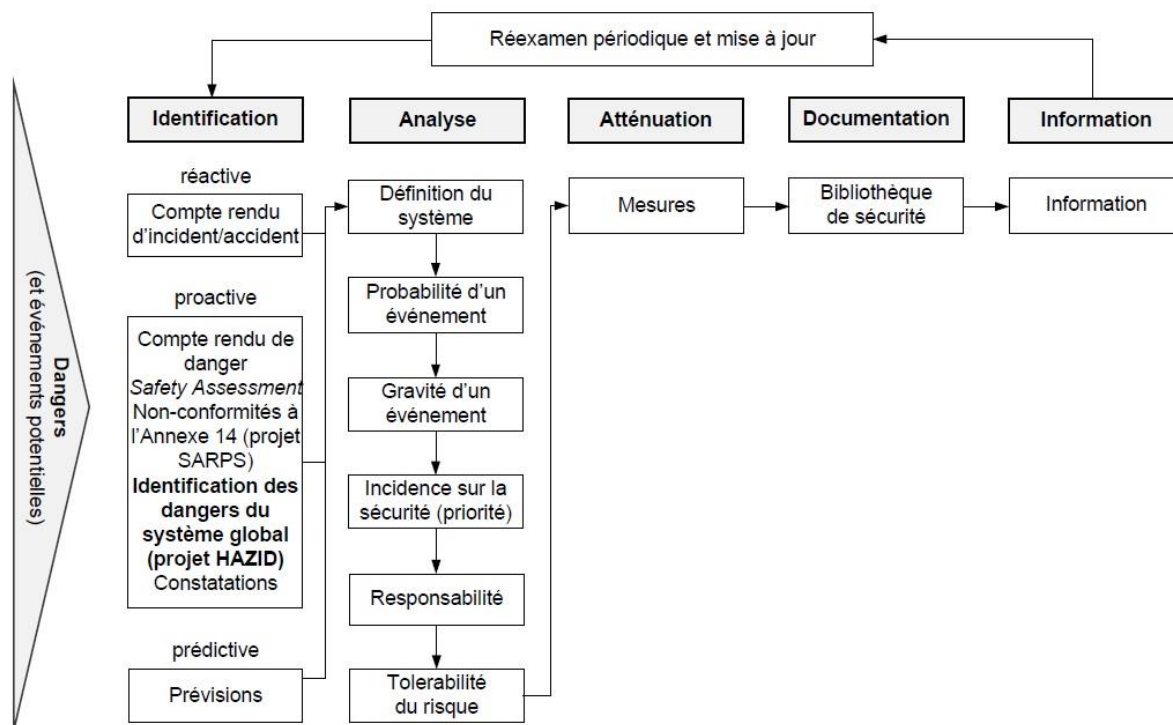 Réexamen périodique et mise à jour
Dangers
(et événements potentielles)
Identification
Analyse
Atténuation
Documentation
Information
réactive
Compte rendu
d'incident/accident
proactive
Compte rendu de
danger
Safety Assessment
Non-conformités à
l'Annexe 14 (projet
SARPS)
Identification des
dangers du
système global
(projet HAZID)
Constatations
prédictive
Prévisions
Définition du
système
Probabilité d'un
événement
Gravité d'un
événement
Incidence sur la
sécurité (priorité)
Responsabilité
Tolerabilité
du risque
Mesures
Bibliothèque
de sécurité
Information